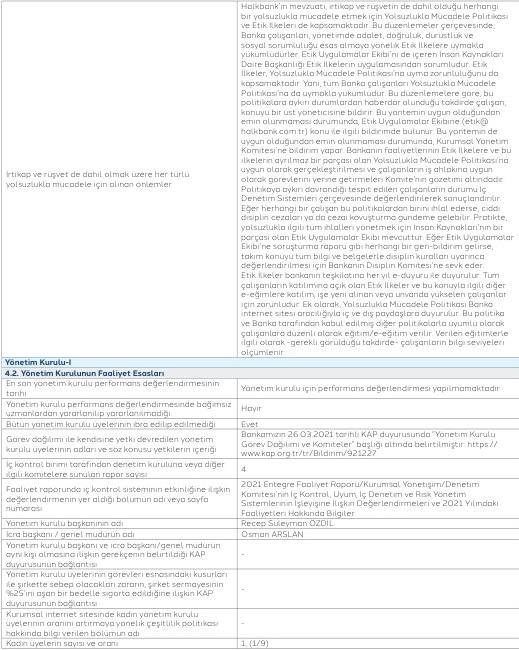 Halkbank'ın mevzuatı, irtikap ve rüşvetin de dahil olduğu herhangi
bir yolsuzlukla mücadele etmek için Yolsuzlukla Mücadele Politikası
ve Etik İlkeleri de kapsamaktadır. Bu düzenlemeler çerçevesinde,
Banka çalışanları, yönetimde adalet, doğruluk, dürüstlük ve
sosyal sorumluluğu esas almaya yönelik Etik İlkelere uymakla
yükümlüdürler. Etik Uygulamalar Ekibi'ni de içeren İnsan Kaynakları
Daire Başkanlığı Etik İlkelerin uygulamasından sorumludur. Etik
İlkeler, Yolsuzlukla Mücadele Politikası'na uyma zorunluluğunu da
kapsamaktadır. Yani, tüm Banka çalışanları Yolsuzlukla Mücadele
Politikası'na da uymakla yükümlüdür. Bu düzenlemelere göre, bu
politikalara aykırı durumlardan haberdar olunduğu takdirde çalışan,
konuyu bir üst yöneticisine bildirir. Bu yöntemin uygun olduğundan
emin olunmaması durumunda, Etik Uygulamalar Ekibine (etik@
halkbank.com.tr) konu ile ilgili bildirimde bulunur. Bu yöntemin de
uygun olduğundan emin olunmaması durumunda, Kurumsal Yönetim
Komitesi'ne bildirim yapar. Bankanın faaliyetlerinin Etik İlkelere ve bu
ilkelerin ayrılmaz bir parçası olan Yolsuzlukla Mücadele Politikası'na
uygun olarak gerçekleştirilmesi ve çalışanların iş ahlakına uygun
olarak görevlerini yerine getirmeleri Komite'nin gözetimi altındadır.
Politikaya aykırı davrandığı tespit edilen çalışanların durumu İç
Denetim Sistemleri çerçevesinde değerlendirilerek sonuçlandırılır.
Eğer herhangi bir çalışan bu politikalardan birini ihlal ederse, ciddi
disiplin cezaları ya da cezai kovuşturma gündeme gelebilir. Pratikte,
yolsuzlukla ilgili tüm ihlalleri yönetmek için İnsan Kaynakları'nın bir
parçası olan Etik Uygulamalar Ekibi mevcuttur. Eğer Etik Uygulamalar
Ekibi'ne soruşturma raporu gibi herhangi bir geri-bildirim gelirse,
takım konuyu tüm bilgi ve belgelerle disiplin kuralları uyarınca
değerlendirilmesi için Bankanın Disiplin Komitesi'ne sevk eder.
Etik İlkeler bankanın teşkilatına her yıl e-duyuru ile duyurulur. Tüm
çalışanların katılımına açık olan Etik İlkeler ve bu konuyla ilgili diğer
e-eğitimlere katılım, işe yeni alınan veya unvanda yükselen çalışanlar
için zorunludur. Ek olarak, Yolsuzlukla Mücadele Politikası Banka
internet sitesi aracılığıyla iç ve dış paydaşlara duyurulur. Bu politika
ve Banka tarafından kabul edilmiş diğer politikalarla uyumlu olarak
çalışanlara düzenli olarak eğitim/e-eğitim verilir. Verilen eğitimlerle
ilgili olarak -gerekli görüldüğü takdirde- çalışanların bilgi seviyeleri
ölçümlenir.
İrtikap ve rüşvet de dahil olmak üzere her türlü
yolsuzlukla mücadele için alınan önlemler
Yönetim Kurulu-I
4.2. Yönetim Kurulunun Faaliyet Esasları
En son yönetim kurulu performans değerlendirmesinin
tarihi
Yönetim kurulu için performans değerlendirmesi yapılmamaktadır.
Yönetim kurulu performans değerlendirmesinde bağımsız
uzmanlardan yararlanılıp yararlanılmadığı
Hayır
Bütün yönetim kurulu üyelerinin ibra edilip edilmediği
Evet
Görev dağılımı ile kendisine yetki devredilen yönetim
kurulu üyelerinin adları ve söz konusu yetkilerin içeriği
Bankamızın 26.03.2021 tarihli KAP duyurusunda "Yönetim Kurulu
Görev Dağılımı ve Komiteler" başlığı altında belirtilmiştir. https://
www.kap.org.tr/tr/Bildirim/921227
İç kontrol birimi tarafından denetim kuruluna veya diğer
ilgili komitelere sunulan rapor sayısı
4
Faaliyet raporunda iç kontrol sisteminin etkinliğine ilişkin
değerlendirmenin yer aldığı bölümün adı veya sayfa
numarası
2021 Entegre Faaliyet Raporu/Kurumsal Yönetişim/Denetim
Komitesi'nin İç Kontrol, Uyum, İç Denetim ve Risk Yönetim
Sistemlerinin İşleyişine İlişkin Değerlendirmeleri ve 2021 Yılındaki
Faaliyetleri Hakkında Bilgiler
Yönetim kurulu başkanının adı
Recep Süleyman ÖZDİL
İcra başkanı / genel müdürün adı
Osman ARSLAN
Yönetim kurulu başkanı ve icra başkanı/genel müdürün
aynı kişi olmasına ilişkin gerekçenin belirtildiği KAP
duyurusunun bağlantısı
-
Yönetim kurulu üyelerinin görevleri esnasındaki kusurları
ile şirkette sebep olacakları zararın, şirket sermayesinin
%25'ini aşan bir bedelle sigorta edildiğine ilişkin KAP
duyurusunun bağlantısı
-
Kurumsal internet sitesinde kadın yönetim kurulu
üyelerinin oranını artırmaya yönelik çeşitlilik politikası
hakkında bilgi verilen bölümün adı
-
Kadın üyelerin sayısı ve oranı
1, (1/9)